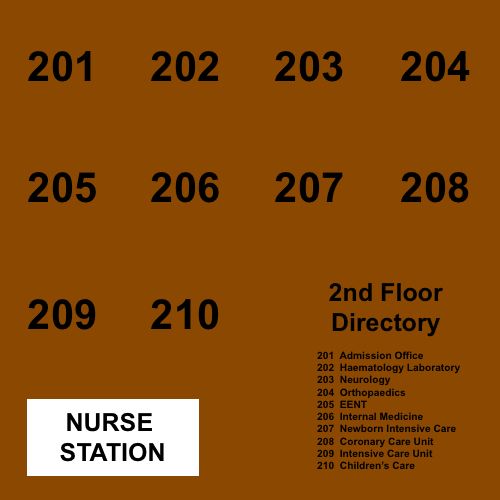 201 202 203 204
205 206 207 208
209 210
2nd Floor
Directory
201 Admission Office
202 Haematology Laboratory
203 Neurology
204 Orthopaedics
205 EENT
206 Internal Medicine
207 Newborn Intensive Care
208 Coronary Care Unit
209 Intensive Care Unit
210 Children's Care
NURSE
STATION